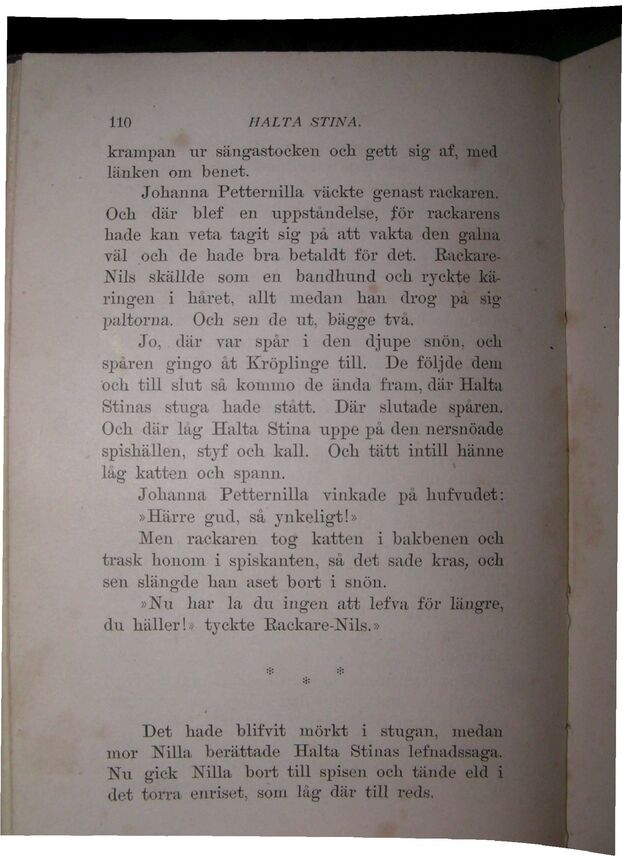 110 HALTA STINA.
krampan ur sängastocken och gett sig af, med
länken om benet.
Johanna Petternilla väckte genast rackaren.
Och där blef en uppståndelse, för rackarens
hade kan veta tagit sig på att vakta den galna
väl och de hade bra betaldt för det. Rackare-
Nils skällde som en bandhund och ryckte kä-
ringen i håret, allt medan han drog på sig
paltorna. Och sen de ut, bägge två.
Jo, där var spår i den djupe snön, och
spåren gingo åt Kröplinge till. De följde dem
och till slut så kommo de ända fram, där Halta
Stinas stuga hade stått. Där slutade spåren.
Och där låg Halta Stina uppe på den nersnöade
spishällen, styf och kall. Och tätt intill hänne
låg katten och spann.
Johanna Petternilla vinkade på hufvudet:
»Härre gud, så ynkeligt!»
Men rackaren tog katten i bakbenen och
trask honom i spiskanten, så det sade kras, och
sen slängde han aset bort i snön.
»Nu har la du ingen att lefva för längre,
du häller!» tyckte Rackare-Nils.»
* * *
Det hade blifvit mörkt i stugan, medan
mor Nilla berättade Halta Stinas lefnadssaga.
Nu gick Nilla bort till spisen och tände eld i
det torra enriset, som låg där till reds.